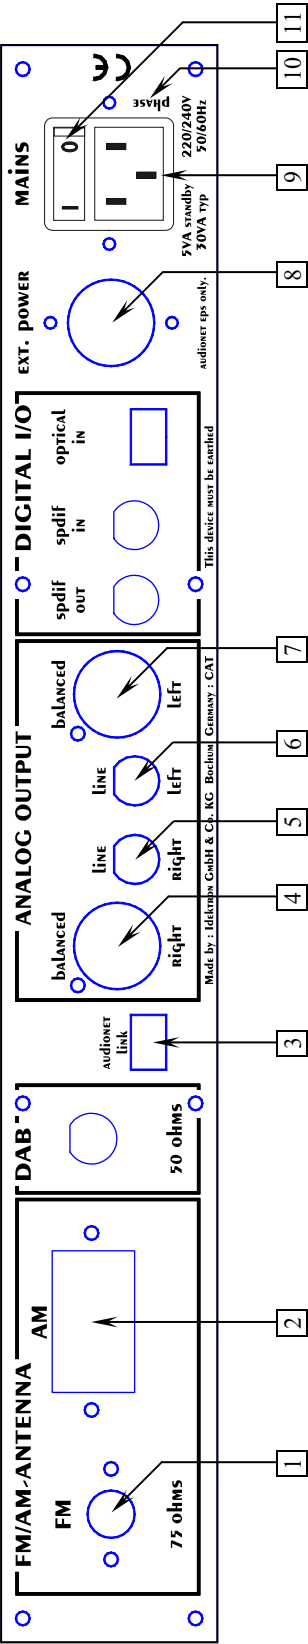 FM/AM-ANTENNA
FM
AM
75 ohms
DAB
50 ohms
AUdioNET
link
ANALOG OUTPUT
balanced
RiGhT
LiNE
RiGhT
LiNE
lEfT
balanced
lEfT
Made by : Idektron GmbH & Co. KG Bochum Germany : CAT
DIGITAL I/O
spdif
OUT
spdif
iN
opTicAl
iN
This device must be earthed
EXT. poWER
AUdioNET EPS only.
MAiNS
I 0
phASE
5VA STANdby
30VA Typ
220/240V
50/60Hz
CE
1
2
3
4
5
6
7
8
9
10
11